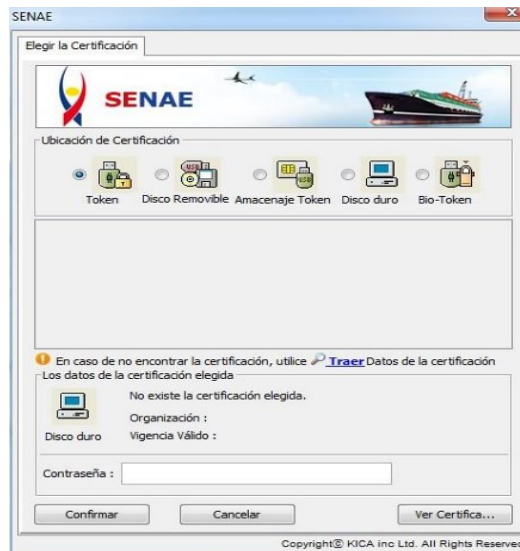 SENAE
Elegir la Certificación
SENAE
Ubicación de Certificación
Token Disco Removible Amacenaje Token Disco duro Bio-Token
En caso de no encontrar la certificación, utilice Traer Datos de la certificación
Los datos de la certificación elegida
No existe la certificación elegida.
Organización :
Disco duro Vigencia Válido :
Contraseña :
Confirmar Cancelar Ver Certifica...
Copyrightⓒ KICA inc Ltd. All Rights Reserved